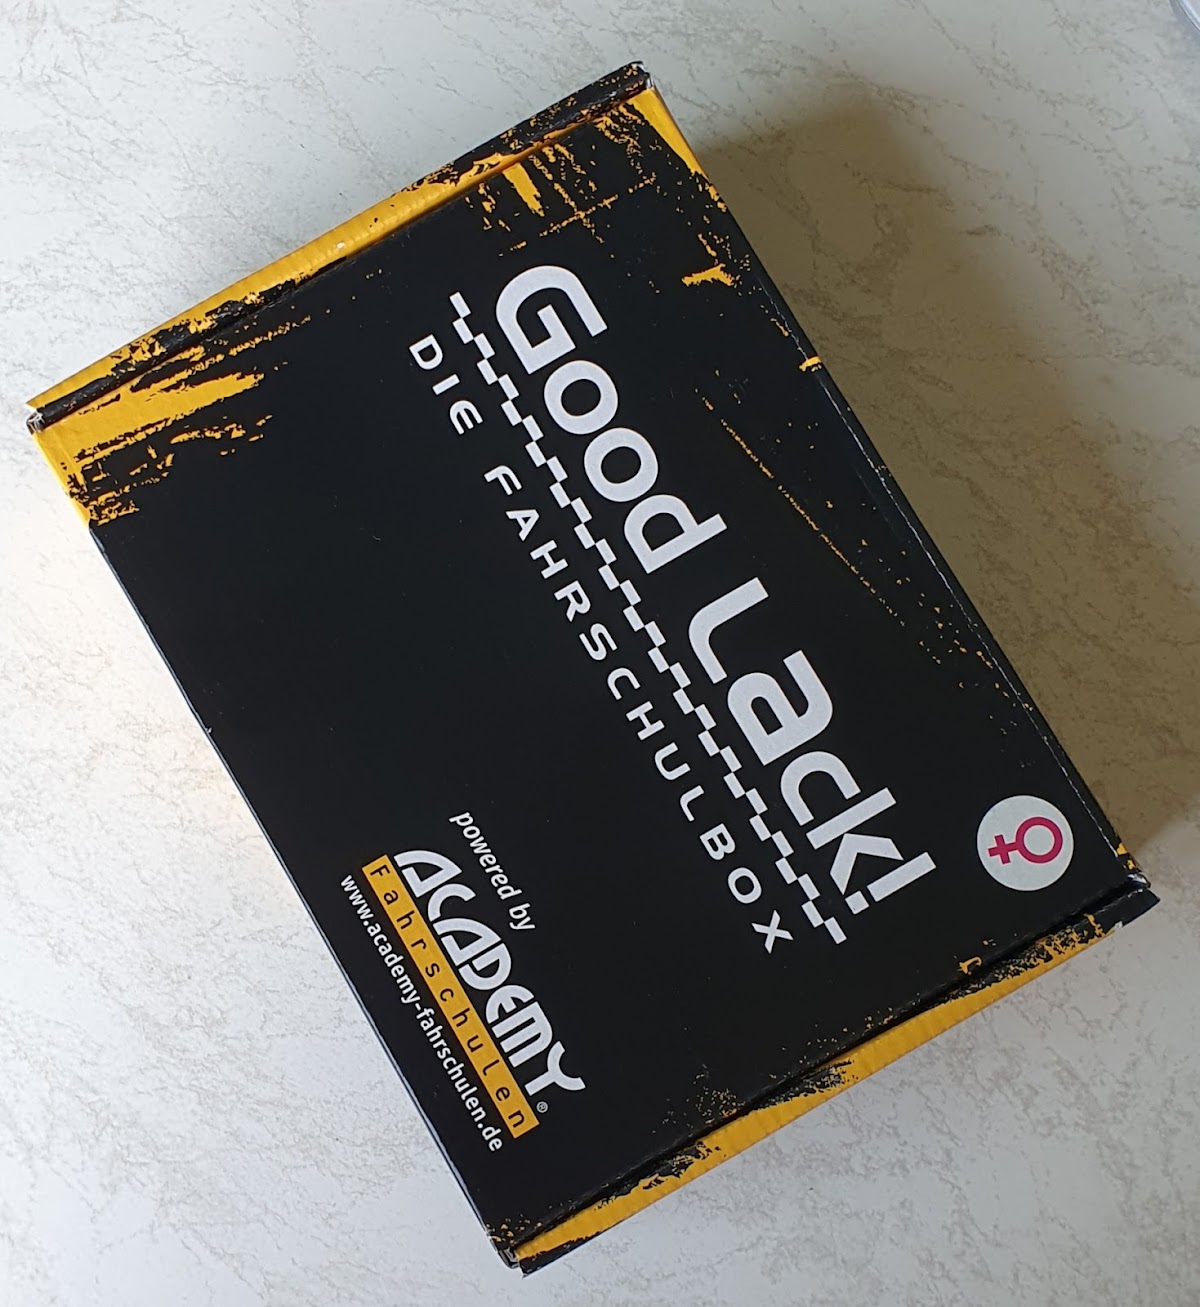 Good Lack!
DIE FAHRSCHULBOX
powered by
ACADEMY®
Fahrschulen
www.academy-fahrschulen.de